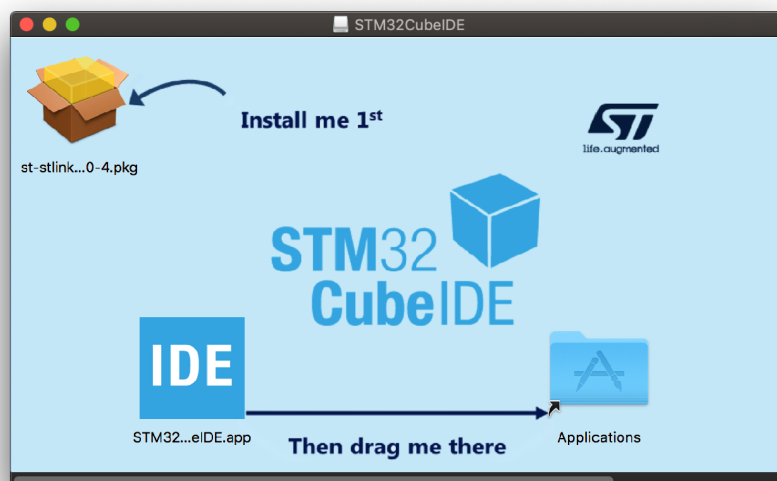 STM32CubeIDE
Install me 1st
life.augmented
st-stlink...0-4.pkg
STM32
CubeIDE
IDE
STM32...eIDE.app
Then drag me there
Applications